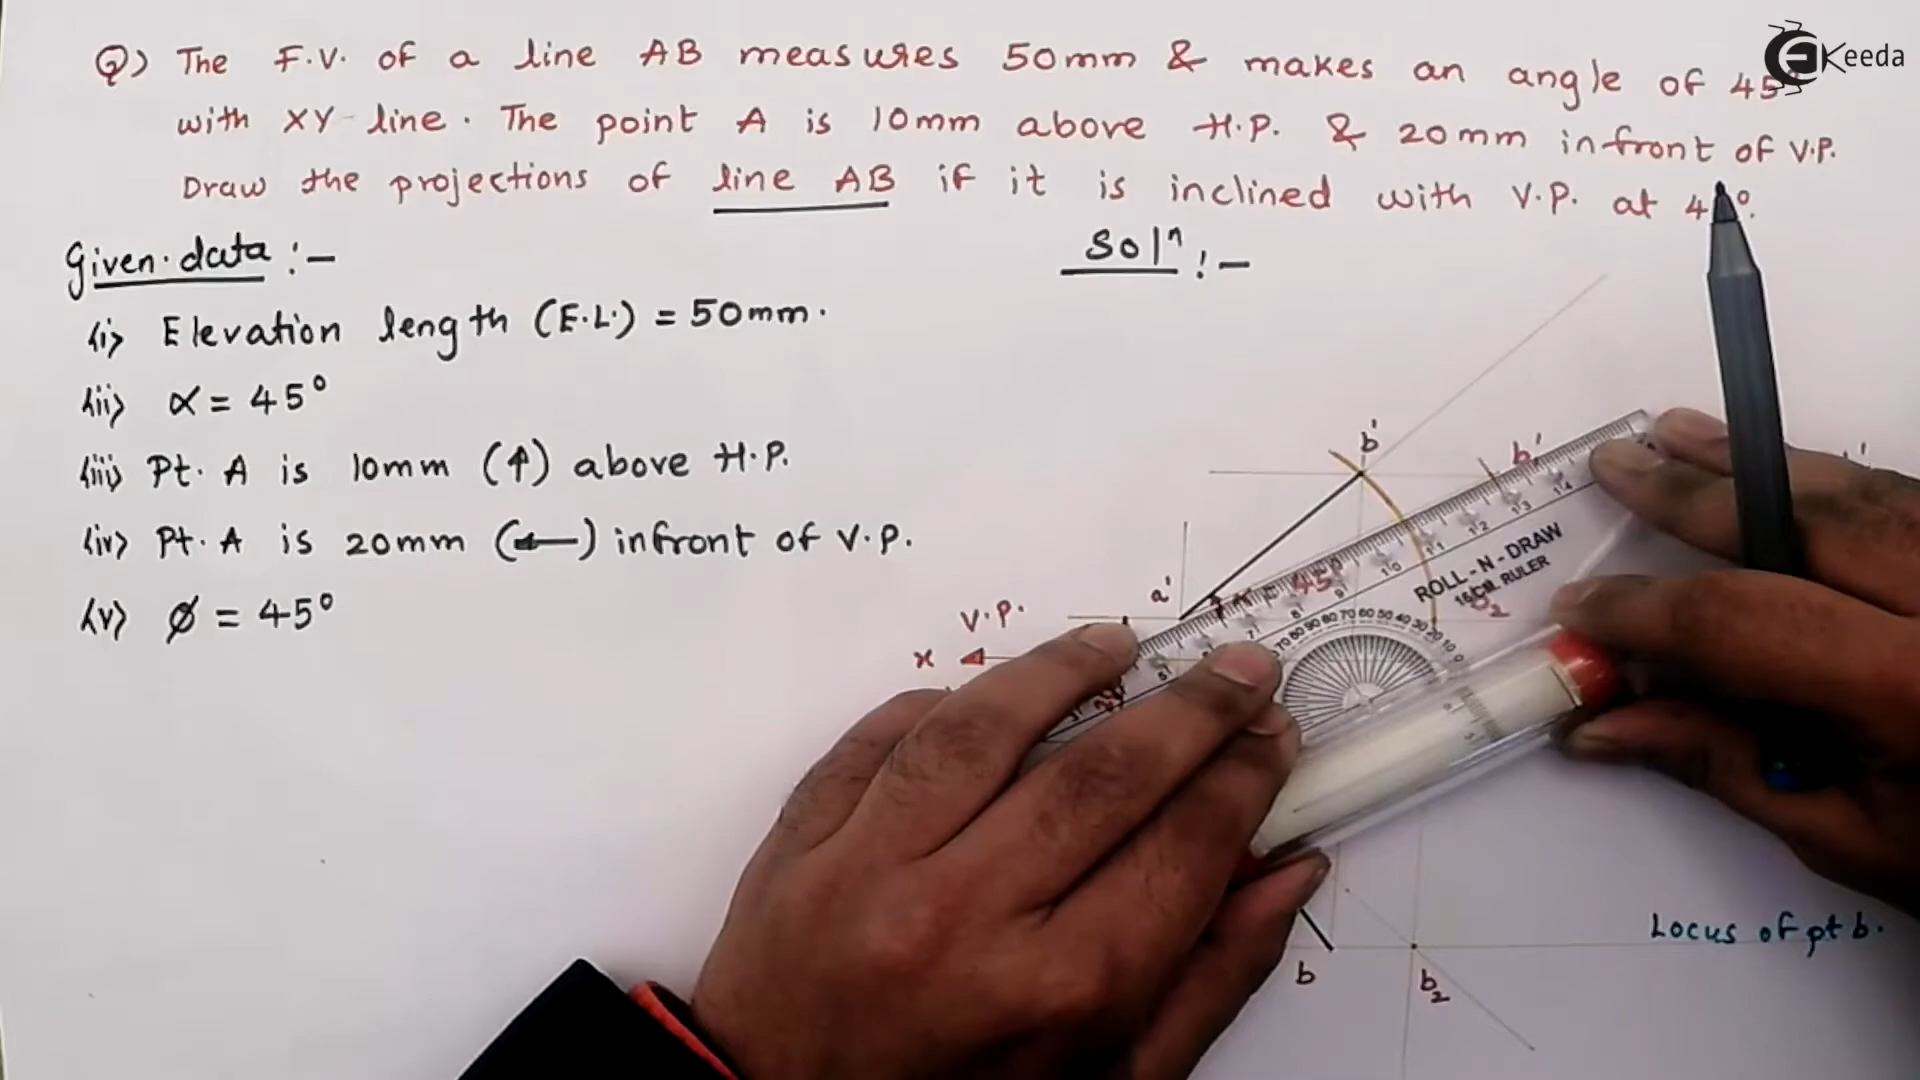 Q) The F.V. of a line AB measures 50mm & makes an angle of 45°
with XY line. The point A is 10mm above H.P. & 20mm infront of V.P.
Draw the projections of line AB if it is inclined with V.P. at 4 °.
EKeeda
Given data :-
Solⁿ :-
(i) Elevation length (E.L.) = 50mm.
(ii) α = 45°
(iii) Pt. A is 10mm (↑) above H.P.
(iv) Pt. A is 20mm (←) infront of V.P.
(v) ø = 45°
b'
b'
a'
45°
V.P.
x
ROLL-N-DRAW
16CM. RULER
Locus of pt b.
b
b₂